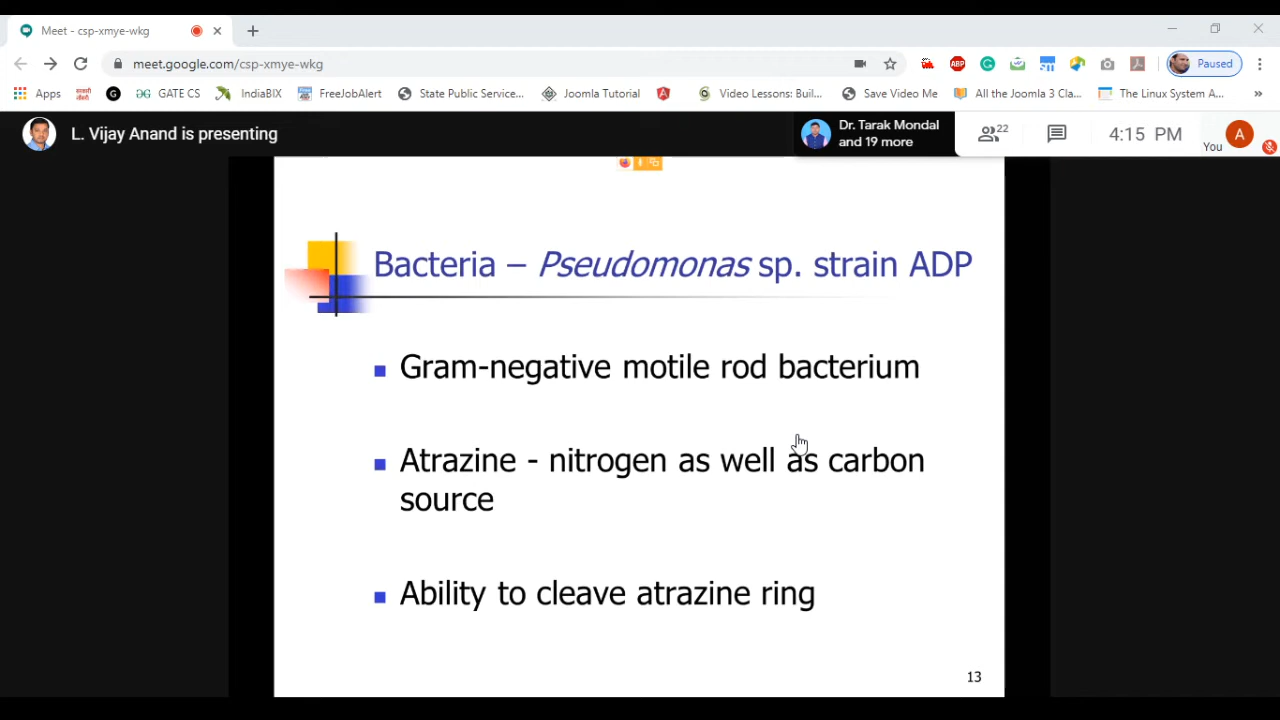 Meet - csp-xmye-wkg
meet.google.com/csp-xmye-wkg
ABP
Paused
Apps
G
GATE CS
IndiaBIX
FreeJobAlert
State Public Service...
Joomla Tutorial
Video Lessons: Buil...
Save Video Me
All the Joomla 3 Cla...
The Linux System A...
»
L. Vijay Anand is presenting
Dr. Tarak Mondal
and 19 more
22
4:15 PM
You
A
Bacteria – Pseudomonas sp. strain ADP
Gram-negative motile rod bacterium
Atrazine - nitrogen as well as carbon
source
Ability to cleave atrazine ring
13